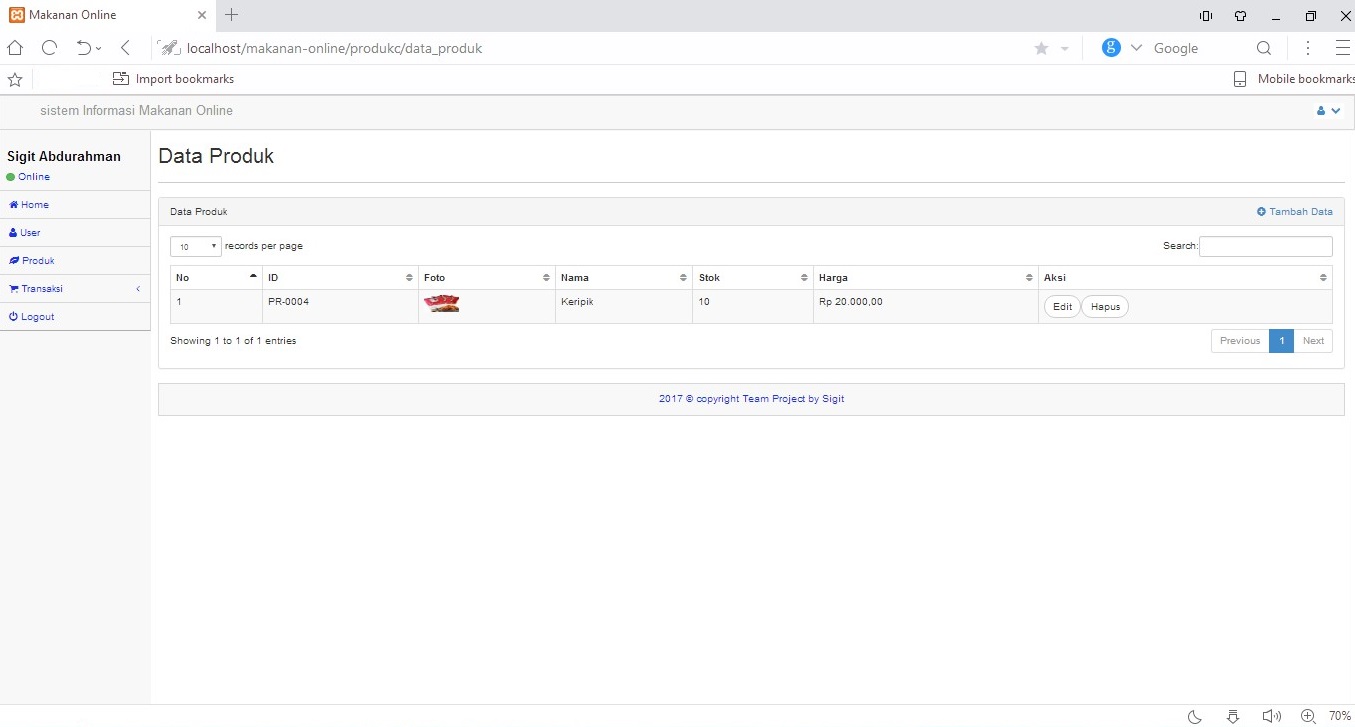 Makanan Online
localhost/makanan-online/produkc/data_produk
Google
Import bookmarks
Mobile bookmarks
sistem Informasi Makanan Online
Sigit Abdurahman
Online
Home
User
Produk
Transaksi
Logout
Data Produk
Data Produk Tambah Data
10 records per page Search:
No ID Foto Nama Stok Harga Aksi
1 PR-0004 Keripik 10 Rp 20.000,00 Edit Hapus
Showing 1 to 1 of 1 entries Previous 1 Next
2017 © copyright Team Project by Sigit
70%